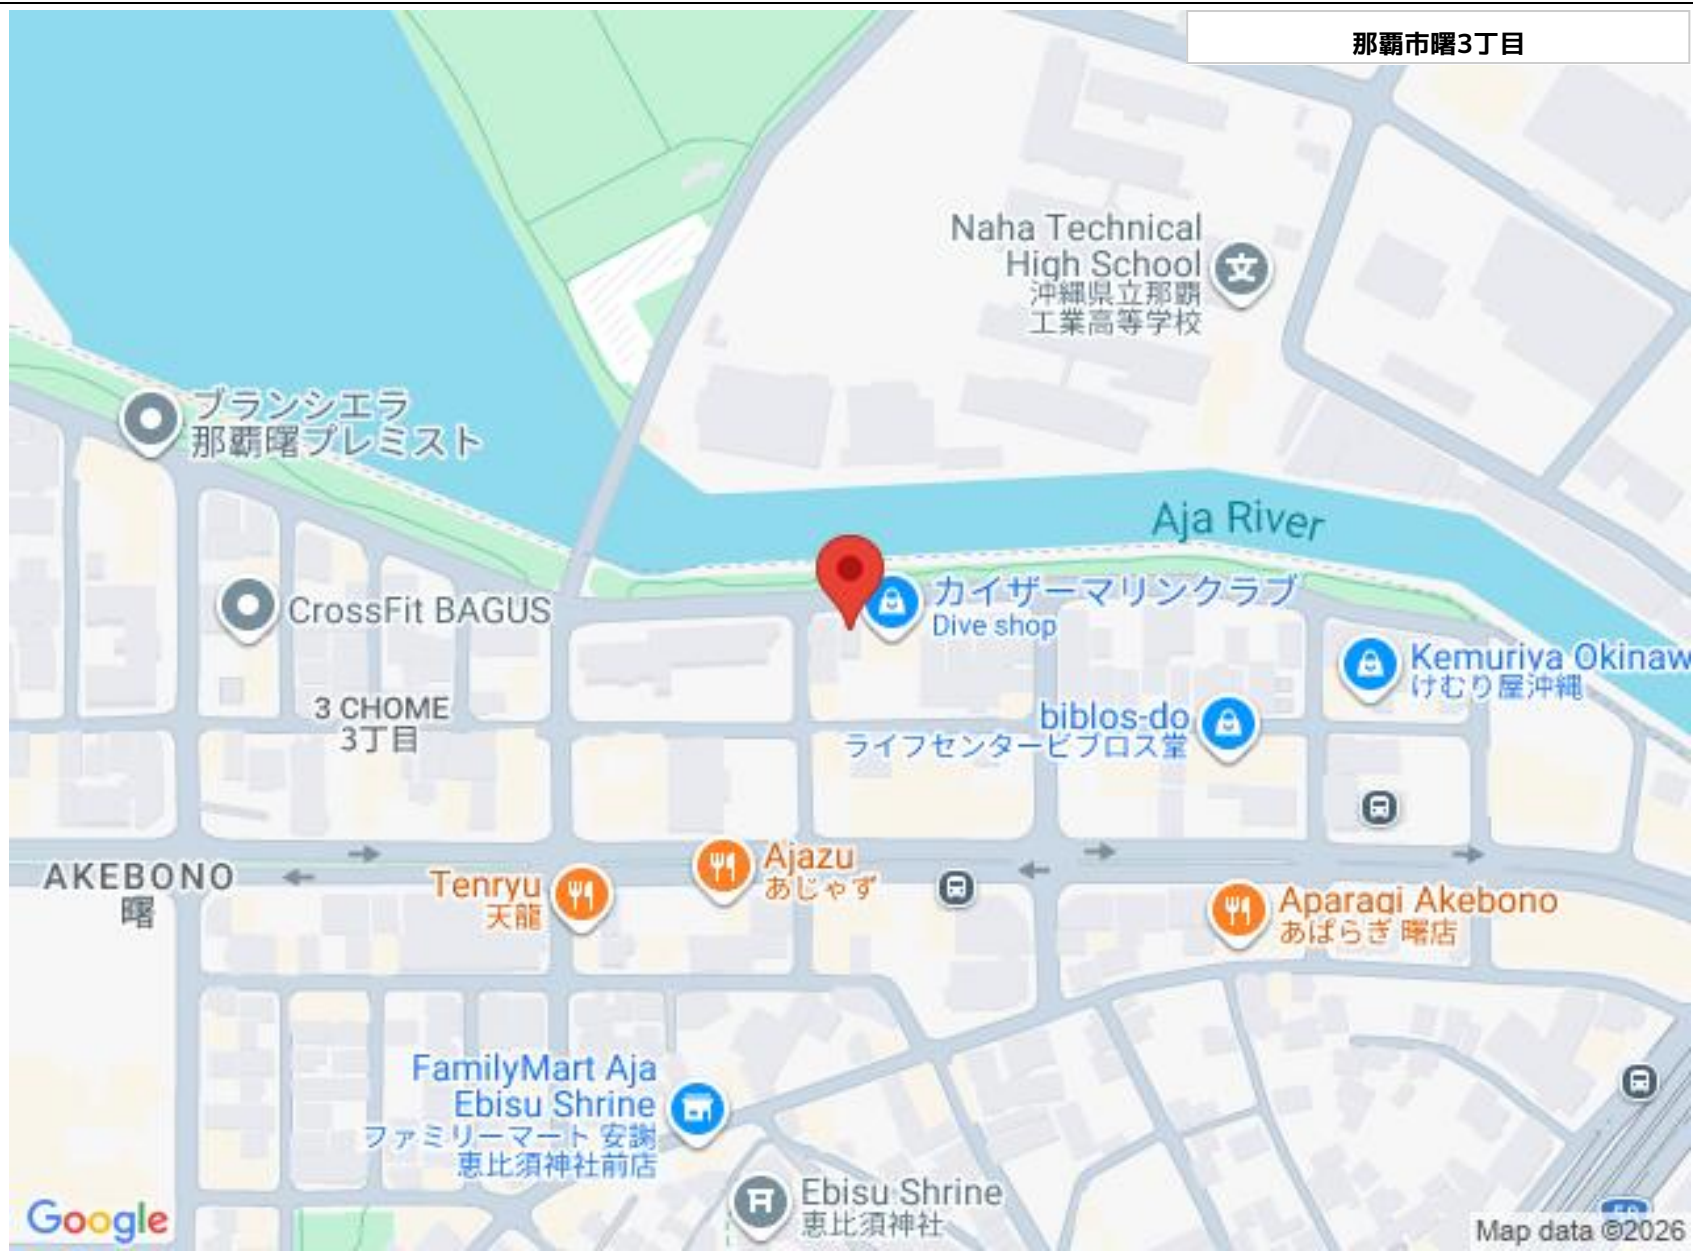 那覇市曙3丁目
Naha Technical
High School
沖縄県立那覇
工業高等学校
ブランシエラ
那覇曙プレミスト
Aja River
カイザーマリンクラブ
Dive shop
CrossFit BAGUS
Kemuriya Okinaw
けむり屋沖縄
3 CHOME
3丁目
biblos-do
ライフセンタービブロス堂
AKEBONO
曙
Tenryu
天龍
Ajazu
あじゃず
Aparagi Akebono
あぱらぎ 曙店
FamilyMart Aja
Ebisu Shrine
ファミリーマート 安謝
恵比須神社前店
Ebisu Shrine
恵比須神社
Google
Map data ©2026